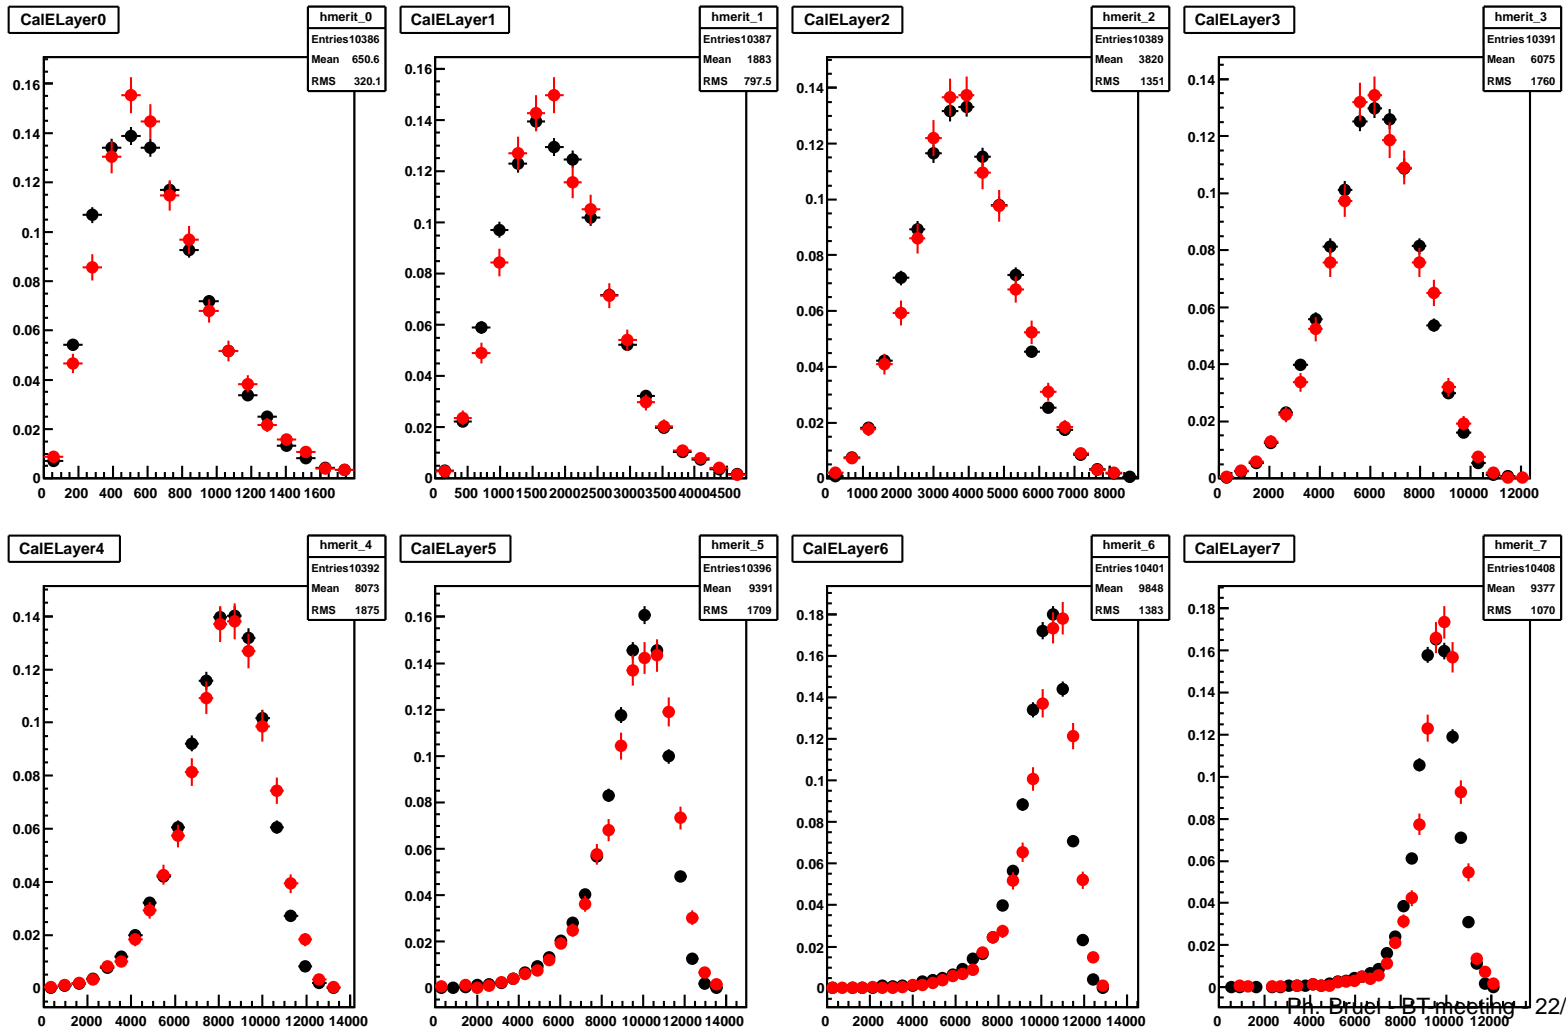 CalELayer0
hmerit_0
Entries 10386
Mean 650.6
RMS 320.1
0.16
0.14
0.12
0.1
0.08
0.06
0.04
0.02
0
0 200 400 600 800 1000 1200 1400 1600
CalELayer1
hmerit_1
Entries 10387
Mean 1883
RMS 797.5
0.16
0.14
0.12
0.1
0.08
0.06
0.04
0.02
0
0 500 1000 1500 2000 2500 3000 3500 4000 4500
CalELayer2
hmerit_2
Entries 10389
Mean 3820
RMS 1351
0.14
0.12
0.1
0.08
0.06
0.04
0.02
0
0 1000 2000 3000 4000 5000 6000 7000 8000
CalELayer3
hmerit_3
Entries 10391
Mean 6075
RMS 1760
0.14
0.12
0.1
0.08
0.06
0.04
0.02
0
0 2000 4000 6000 8000 10000 12000
CalELayer4
hmerit_4
Entries 10392
Mean 8073
RMS 1875
0.14
0.12
0.1
0.08
0.06
0.04
0.02
0
0 2000 4000 6000 8000 10000 12000 14000
CalELayer5
hmerit_5
Entries 10396
Mean 9391
RMS 1709
0.16
0.14
0.12
0.1
0.08
0.06
0.04
0.02
0
0 2000 4000 6000 8000 10000 12000 14000
CalELayer6
hmerit_6
Entries 10401
Mean 9848
RMS 1383
0.18
0.16
0.14
0.12
0.1
0.08
0.06
0.04
0.02
0
0 2000 4000 6000 8000 10000 12000 14000
CalELayer7
hmerit_7
Entries 10408
Mean 9377
RMS 1070
0.18
0.16
0.14
0.12
0.1
0.08
0.06
0.04
0.02
0
0 2000 4000 6000 8000 10000 12000
Ph. Bruel - BT meeting - 22/